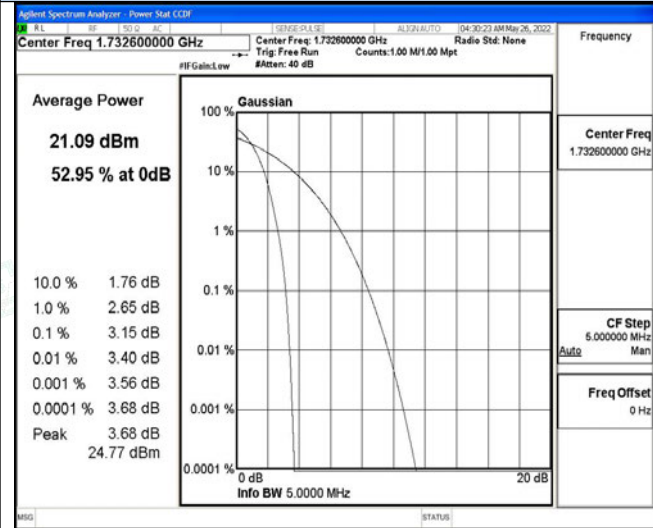 Agilent Spectrum Analyzer - Power Stat CCDF
RL RF 50 Ω AC SENSE:PULSE ALIGN AUTO 04:30:23 AM May 26, 2022
Center Freq 1.732600000 GHz
Center Freq: 1.732600000 GHz Radio Std: None
Trig: Free Run Counts:1.00 M/1.00 Mpt
#IFGain:Low #Atten: 40 dB
Frequency
Average Power
21.09 dBm
52.95 % at 0dB
10.0 % 1.76 dB
1.0 % 2.65 dB
0.1 % 3.15 dB
0.01 % 3.40 dB
0.001 % 3.56 dB
0.0001 % 3.68 dB
Peak 3.68 dB
24.77 dBm
Gaussian
100 %
10 %
1 %
0.1 %
0.01 %
0.001 %
0.0001 %
0 dB 20 dB
Info BW 5.0000 MHz
Center Freq
1.732600000 GHz
CF Step
5.000000 MHz
Auto Man
Freq Offset
0 Hz
MSG STATUS